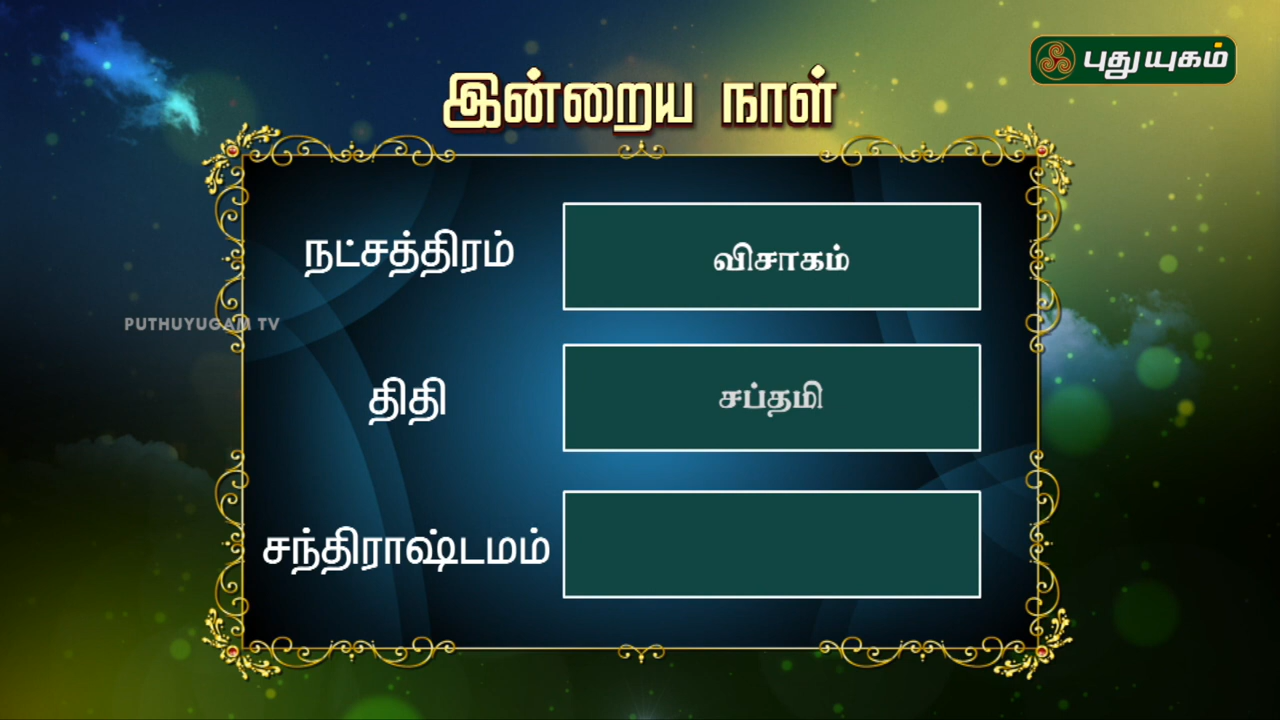 புதுயுகம்
இன்றைய நாள்
நட்சத்திரம் விசாகம்
PUTHUYUGAM TV
திதி சப்தமி
சந்திராஷ்டமம்